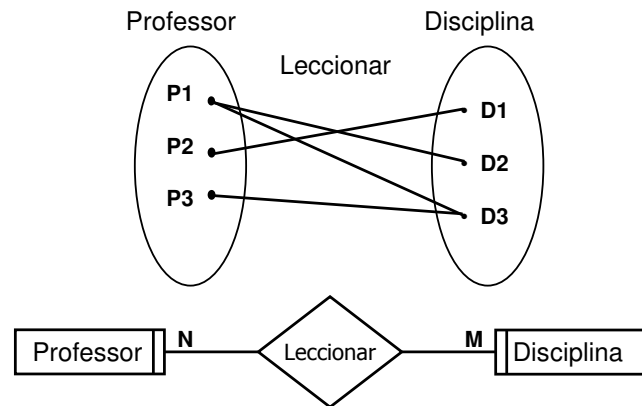 Professor Disciplina
Leccionar
P1 D1
P2 D2
P3 D3
N M
Professor Leccionar Disciplina